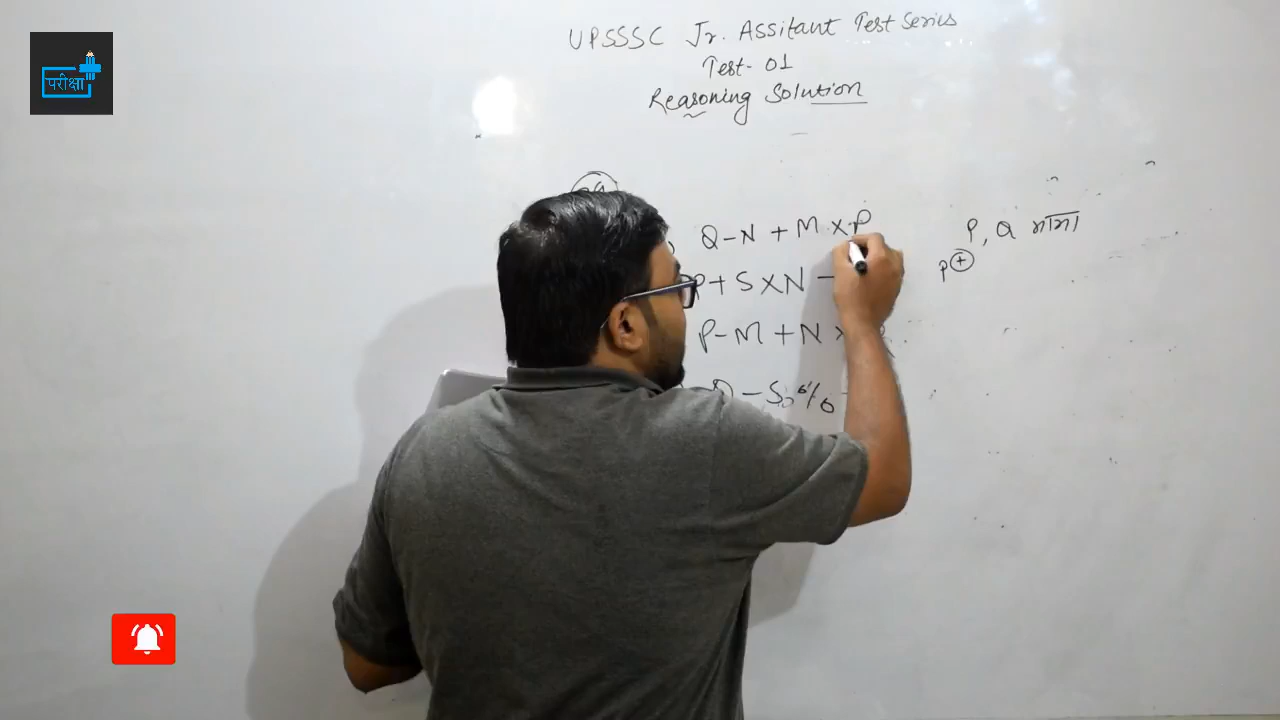 परीक्षा
UPSSSC Jr. Assitant Test Series
Test- 01
Reasoning Solution
Q - N + M × P
P + S × N -
P - M + N ×
P, Q नाना
P +